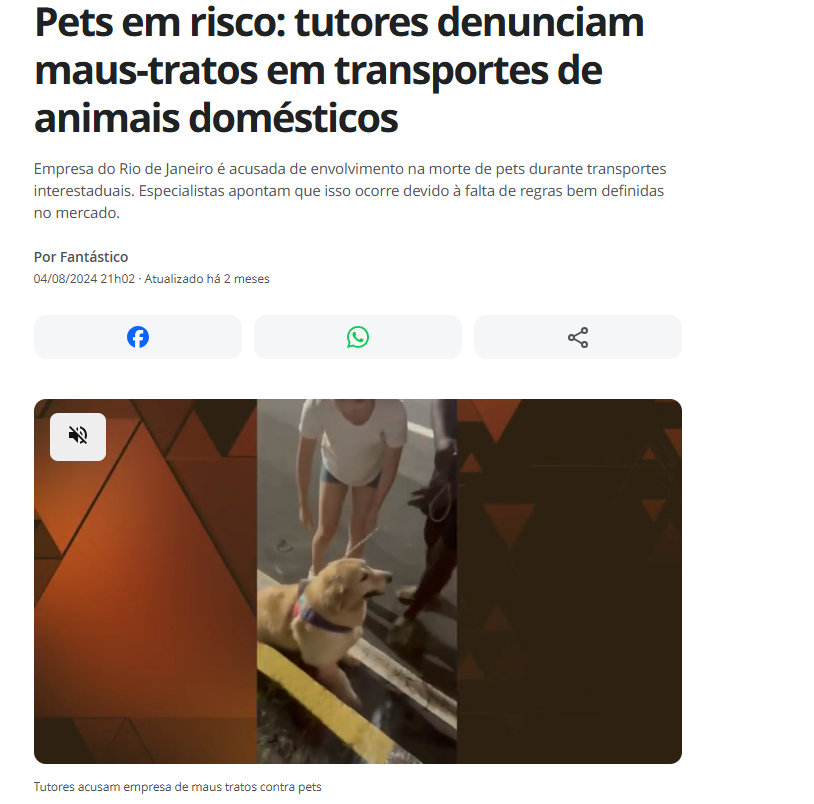 Pets em risco: tutores denunciam
maus-tratos em transportes de
animais domésticos
Empresa do Rio de Janeiro é acusada de envolvimento na morte de pets durante transportes
interestaduais. Especialistas apontam que isso ocorre devido à falta de regras bem definidas
no mercado.
Por Fantástico
04/08/2024 21h02 · Atualizado há 2 meses
Tutores acusam empresa de maus tratos contra pets